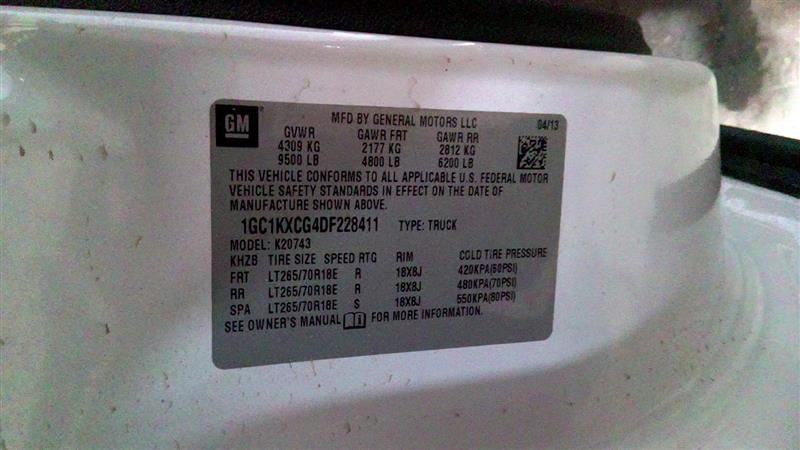 GM ® MFD BY GENERAL MOTORS LLC 04/13
GVWR GAWR FRT GAWR RR
4309 KG 2177 KG 2812 KG
9500 LB 4800 LB 6200 LB
THIS VEHICLE CONFORMS TO ALL APPLICABLE U.S. FEDERAL MOTOR
VEHICLE SAFETY STANDARDS IN EFFECT ON THE DATE OF
MANUFACTURE SHOWN ABOVE.
1GC1KXCG4DF228411 TYPE: TRUCK
MODEL: K20743
KHZB TIRE SIZE SPEED RTG RIM COLD TIRE PRESSURE
FRT LT265/70R18E R 18X8J 420KPA(60PSI)
RR LT265/70R18E R 18X8J 480KPA(70PSI)
SPA LT265/70R18E S 18X8J 550KPA(80PSI)
SEE OWNER'S MANUAL FOR MORE INFORMATION.